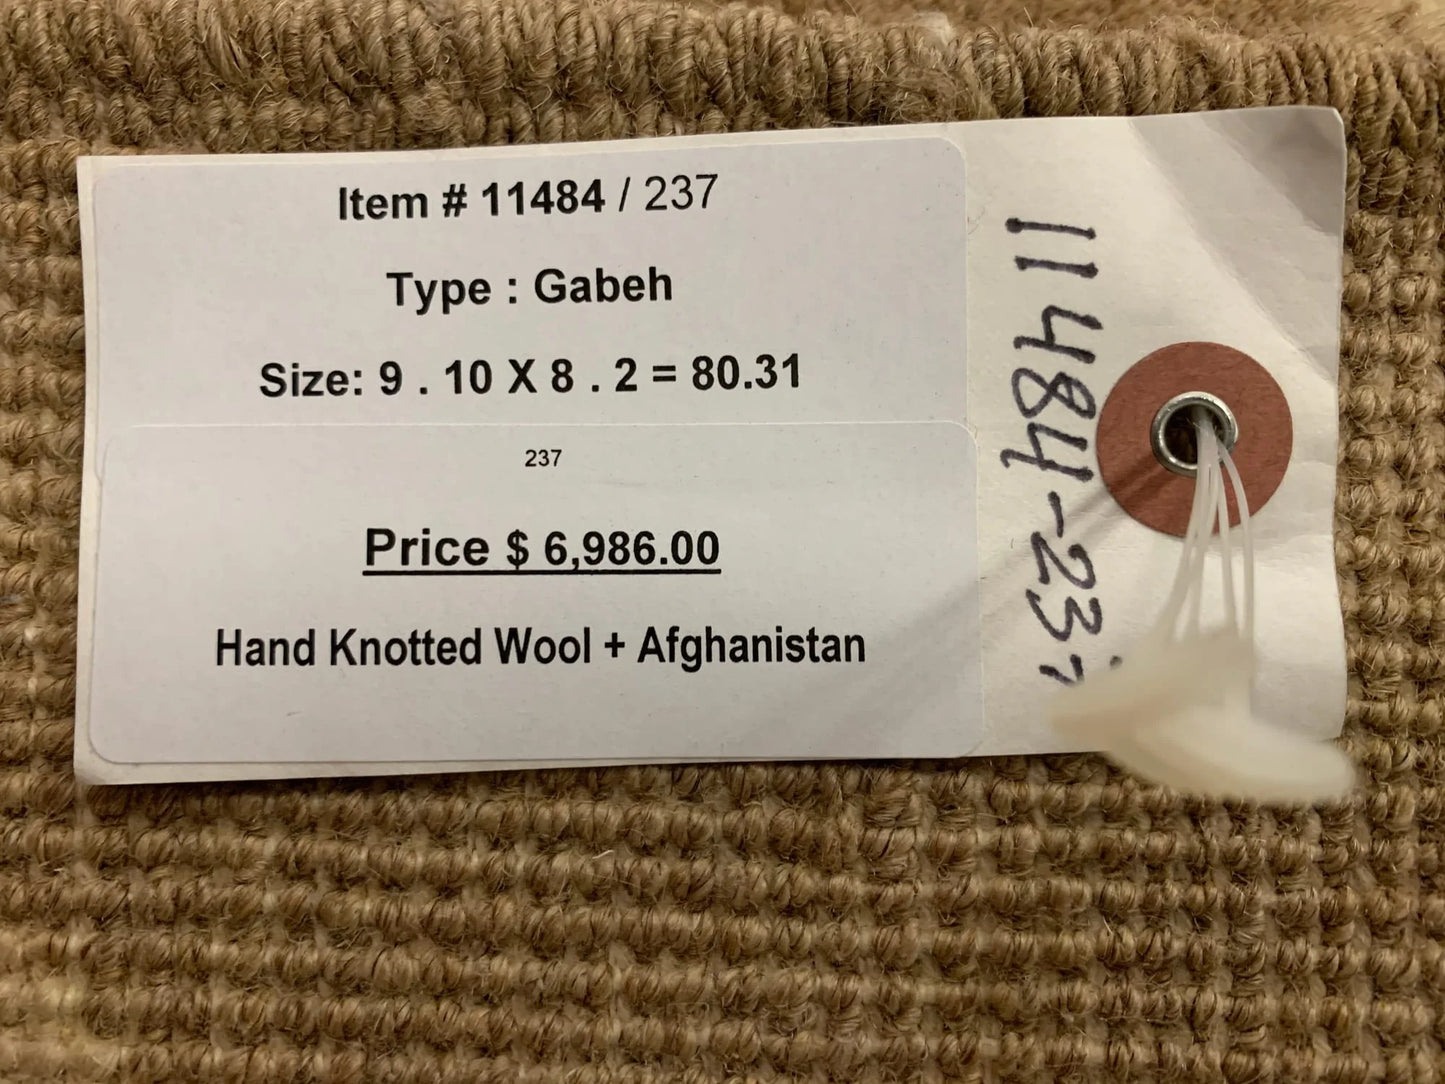 Item # 11484 / 237
Type : Gabeh
Size: 9 . 10 X 8 . 2 = 80.31
237
Price $ 6,986.00
Hand Knotted Wool + Afghanistan
11484-237